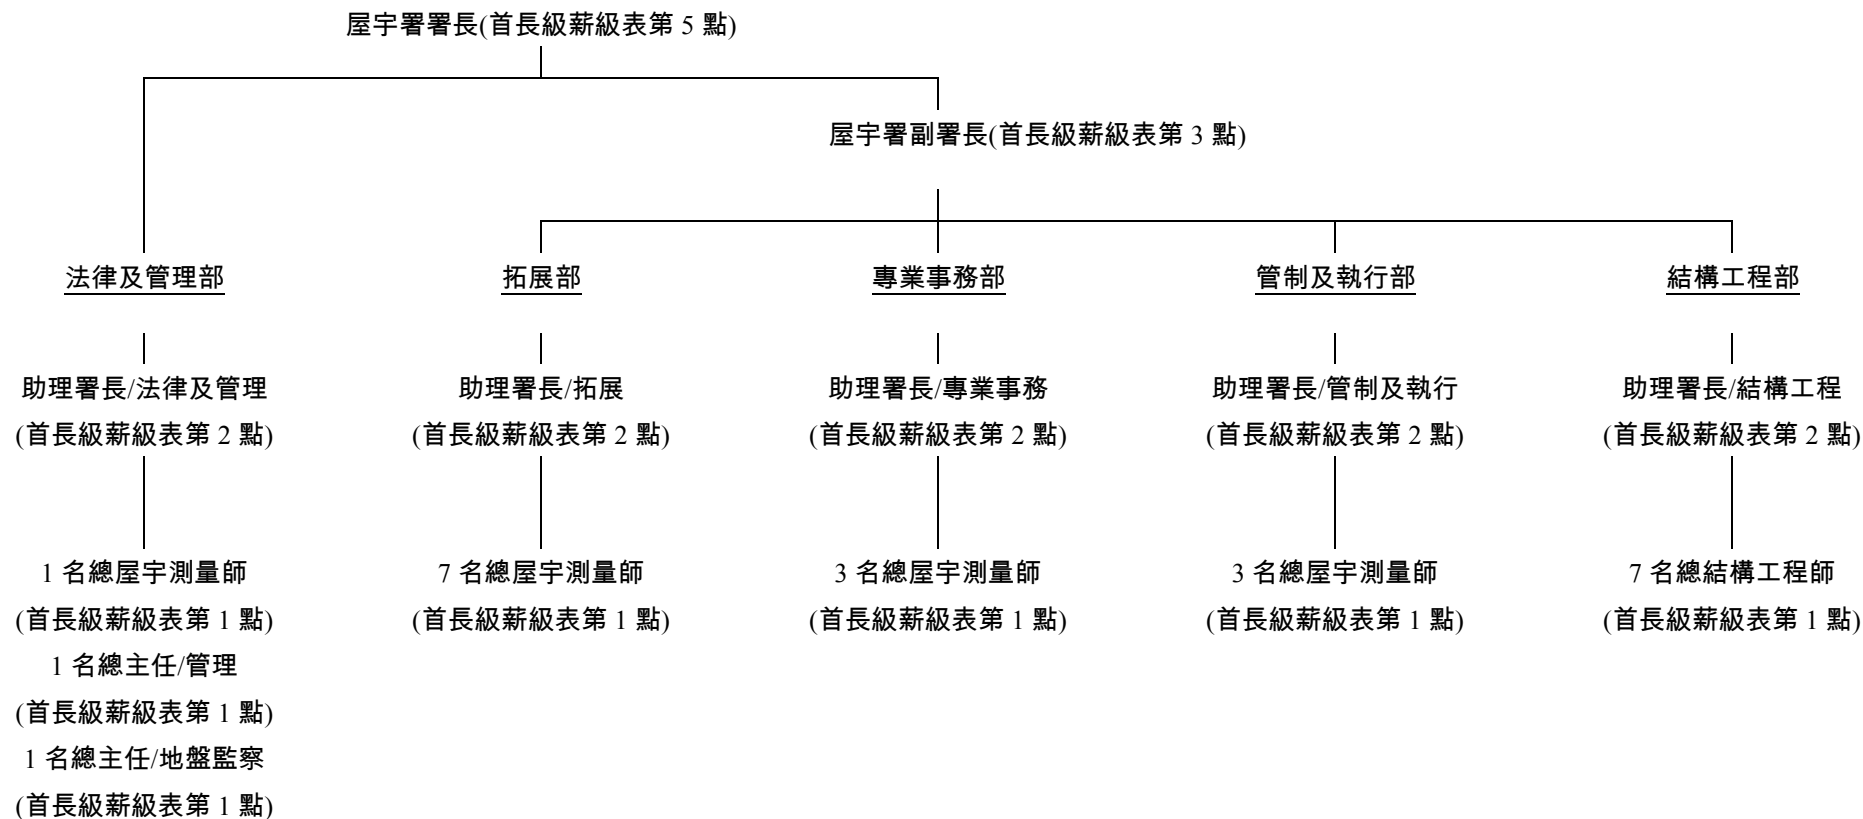 屋宇署署長(首長級薪級表第 5 點)
屋宇署副署長(首長級薪級表第 3 點)
法律及管理部
拓展部
專業事務部
管制及執行部
結構工程部
助理署長/法律及管理
(首長級薪級表第 2 點)
助理署長/拓展
(首長級薪級表第 2 點)
助理署長/專業事務
(首長級薪級表第 2 點)
助理署長/管制及執行
(首長級薪級表第 2 點)
助理署長/結構工程
(首長級薪級表第 2 點)
1 名總屋宇測量師
(首長級薪級表第 1 點)
1 名總主任/管理
(首長級薪級表第 1 點)
1 名總主任/地盤監察
(首長級薪級表第 1 點)
7 名總屋宇測量師
(首長級薪級表第 1 點)
3 名總屋宇測量師
(首長級薪級表第 1 點)
3 名總屋宇測量師
(首長級薪級表第 1 點)
7 名總結構工程師
(首長級薪級表第 1 點)